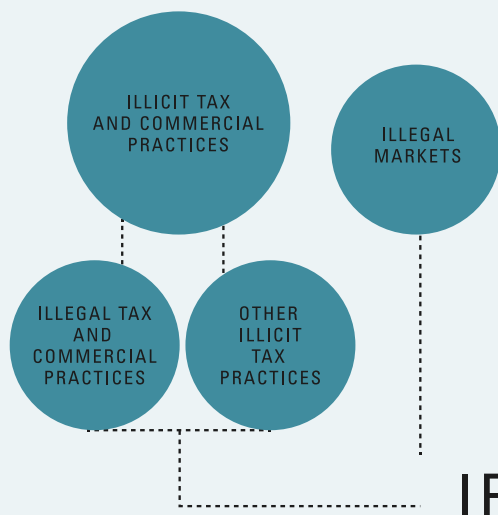 ILLICIT TAX
AND COMMERCIAL
PRACTICES
ILLEGAL
MARKETS
ILLEGAL TAX
AND
COMMERCIAL
PRACTICES
OTHER
ILLICIT
TAX
PRACTICES